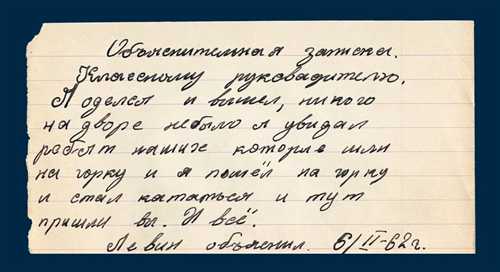 Объяснительная записка.
Классному руководителю.
Я оделся и вышел, никого
на дворе небыло я увидал
робят наших которые шли
на горку и я пошёл на горку
и стал кататься и тут
пришли вы. И всё.
Левин объяснил. 6/II-62г.